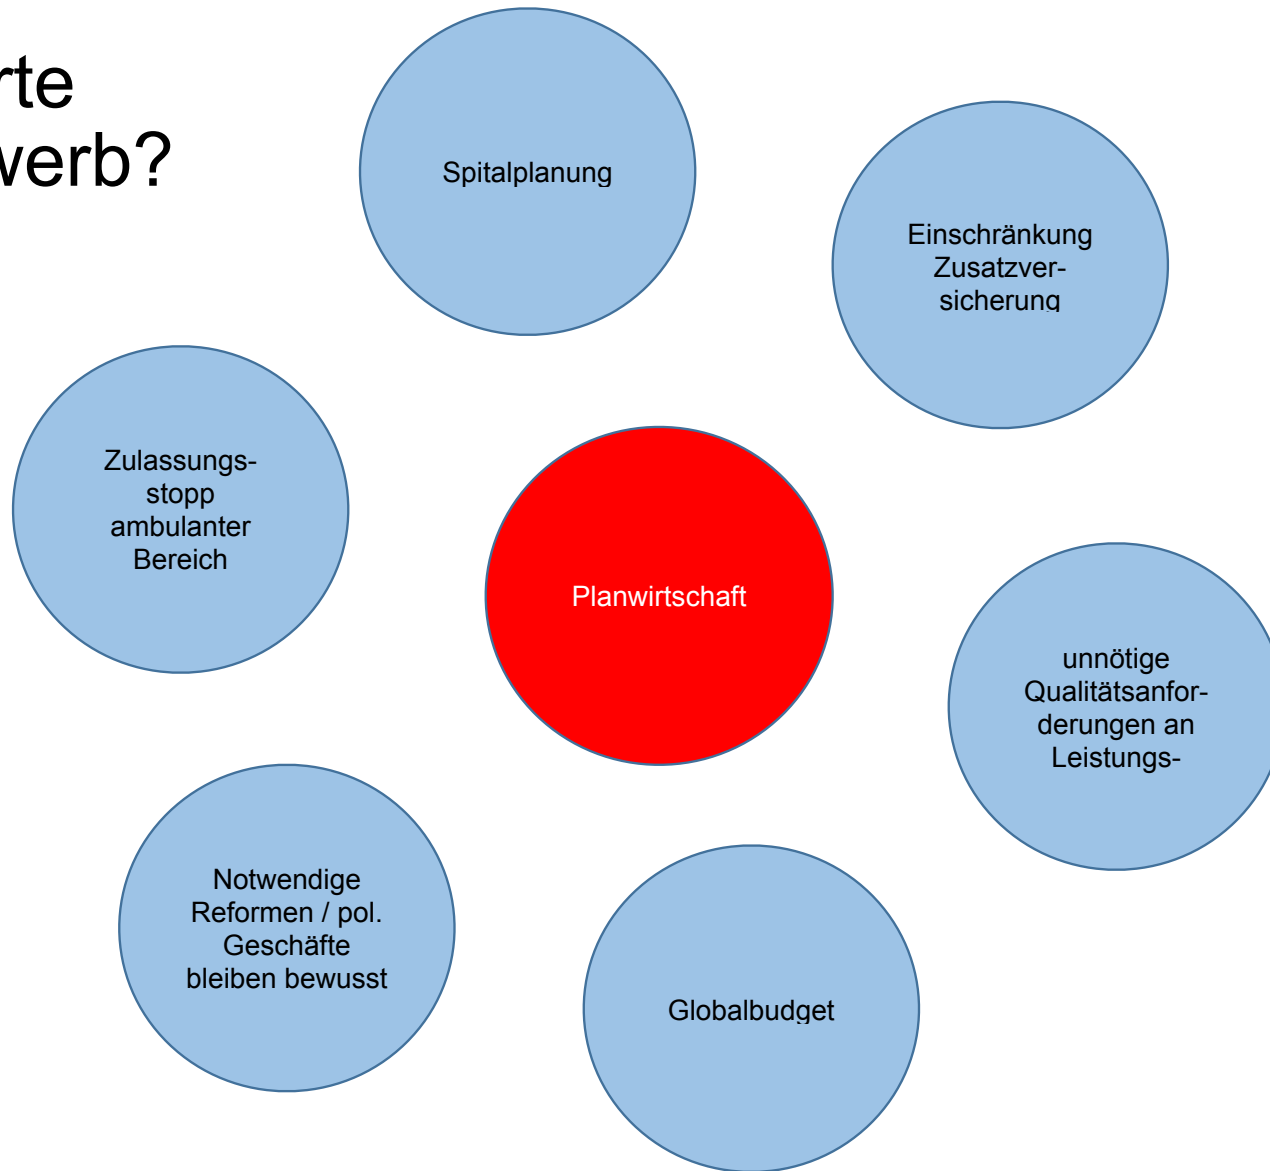 rte
werb?
Spitalplanung
Einschränkung
Zusatzver-
sicherung
Zulassungs-
stopp
ambulanter
Bereich
Planwirtschaft
unnötige
Qualitätsanfor-
derungen an
Leistungs-
Notwendige
Reformen / pol.
Geschäfte
bleiben bewusst
Globalbudget